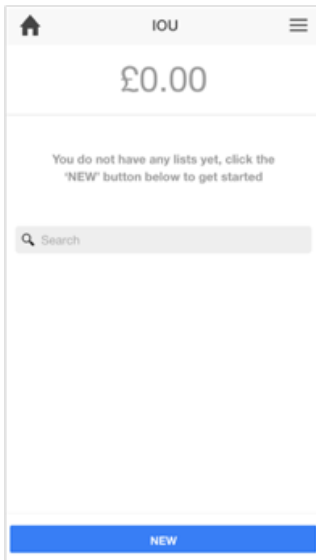 IOU
£0.00
You do not have any lists yet, click the
‘NEW’ button below to get started
Search
NEW